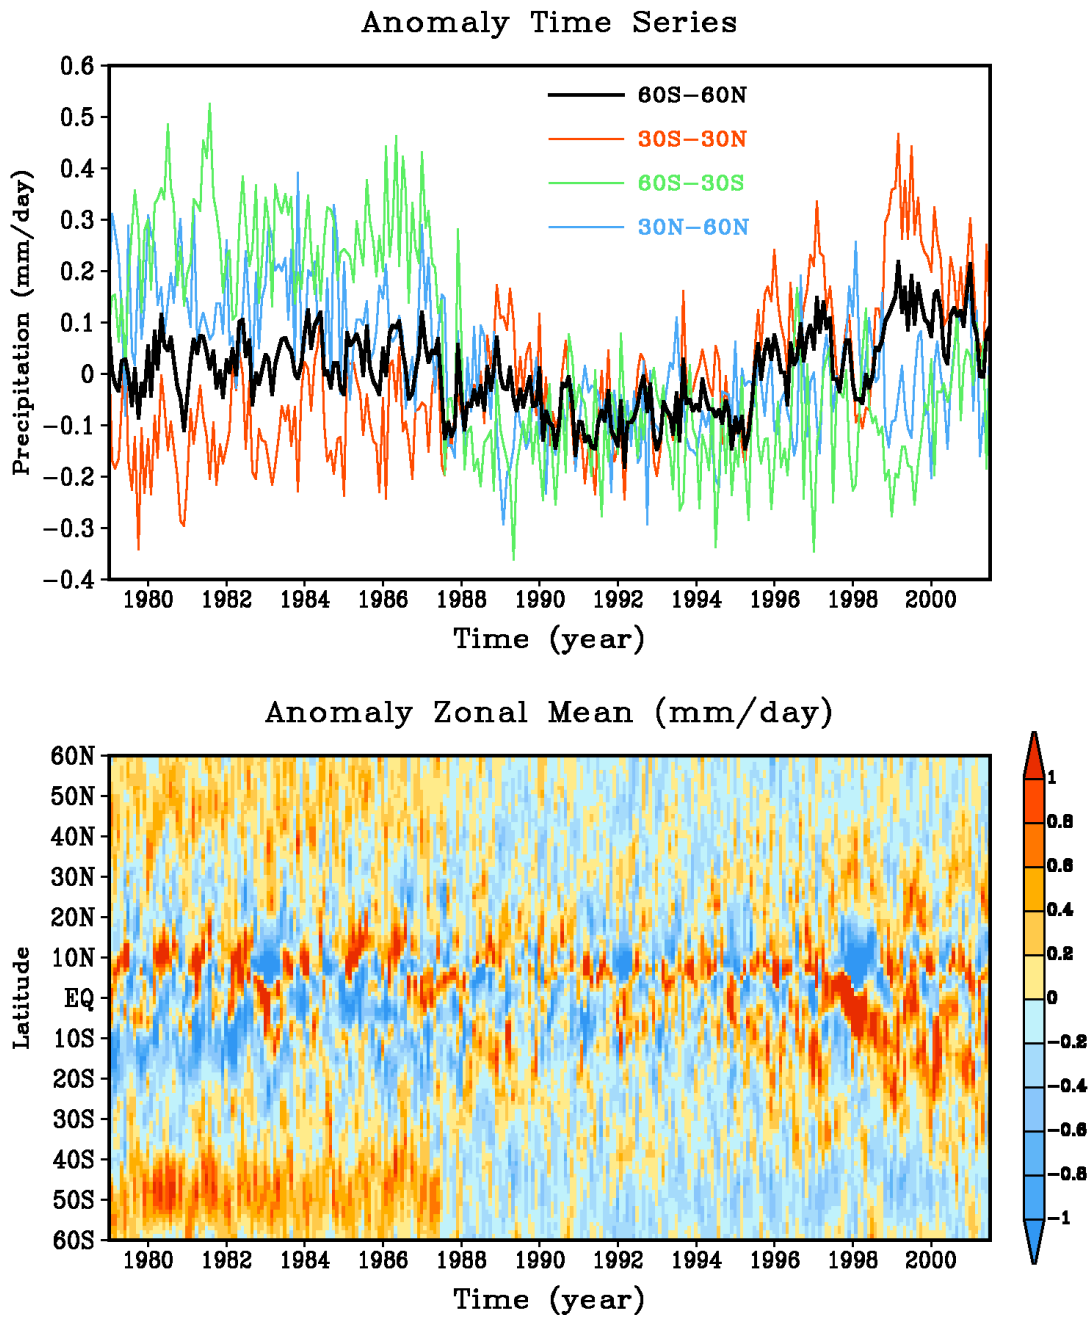 Anomaly Time Series
0.6
0.5
0.4
0.3
0.2
0.1
0
−0.1
−0.2
−0.3
−0.4
Precipitation (mm/day)
60S−60N
30S−30N
60S−30S
30N−60N
1980 1982 1984 1986 1988 1990 1992 1994 1996 1998 2000
Time (year)
Anomaly Zonal Mean (mm/day)
60N
50N
40N
30N
20N
10N
EQ
10S
20S
30S
40S
50S
60S
Latitude
1980 1982 1984 1986 1988 1990 1992 1994 1996 1998 2000
Time (year)
1
0.8
0.6
0.4
0.2
0
−0.2
−0.4
−0.6
−0.8
−1